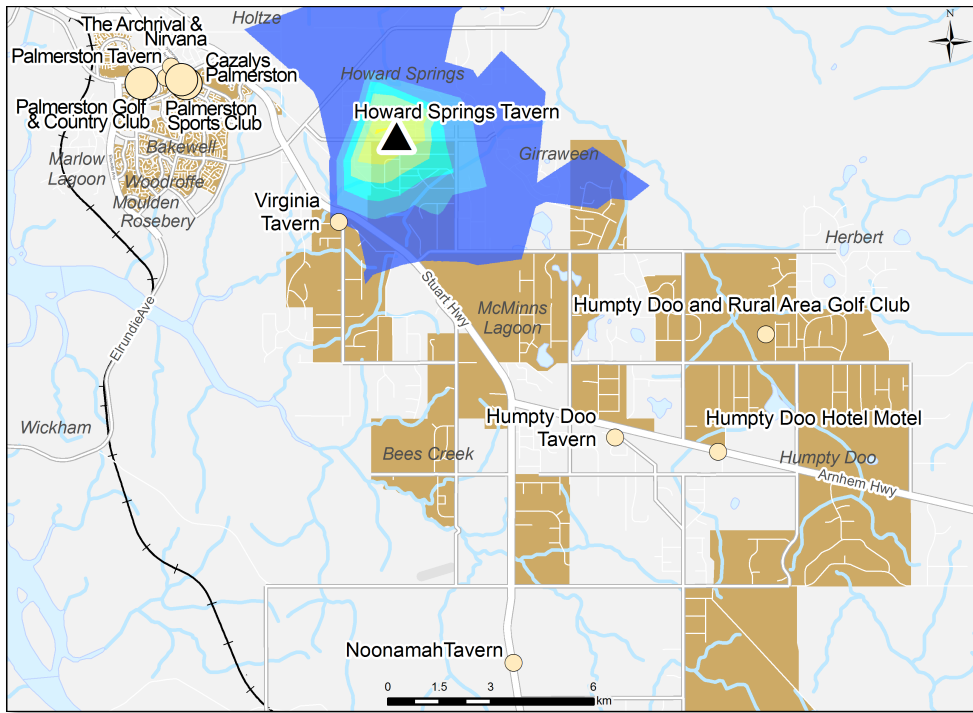 Holtze
N
The Archrival &
Nirvana
Palmerston Tavern
Cazalys
Palmerston
Howard Springs
Palmerston Golf
& Country Club
Palmerston
Sports Club
Howard Springs Tavern
Bakewell
Marlow
Lagoon
Girraween
Woodroffe
Moulden
Rosebery
Virginia
Tavern
Herbert
Stuart Hwy
ElrundieAve
McMinns
Lagoon
Humpty Doo and Rural Area Golf Club
Wickham
Humpty Doo
Tavern
Humpty Doo Hotel Motel
Bees Creek
Humpty Doo
Arnhem Hwy
NoonamahTavern
0 1.5 3 6
km